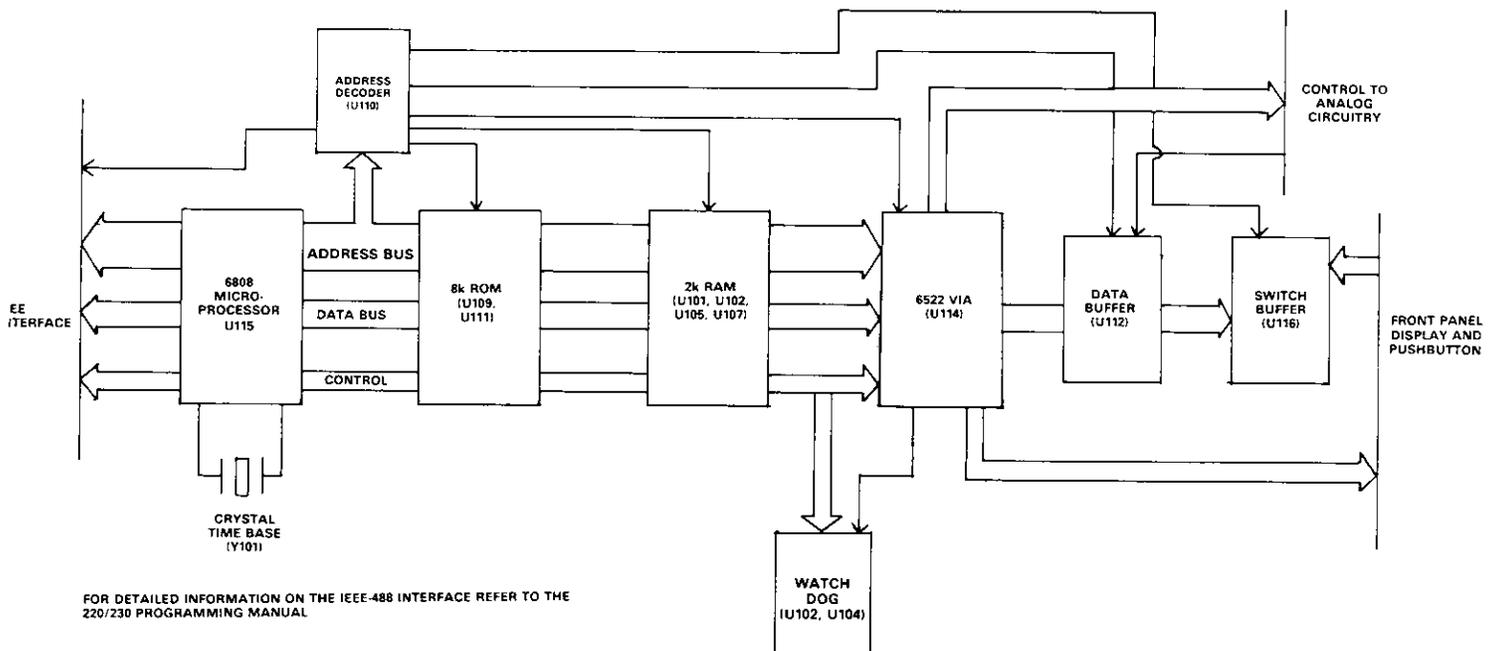 ADDRESS
DECODER
(U110)
CONTROL TO
ANALOG
CIRCUITRY
ADDRESS BUS
6808
MICRO-
PROCESSOR
U115
8k ROM
(U109,
U111)
2k RAM
(U101, U102,
U105, U107)
6522 VIA
(U114)
DATA
BUFFER
(U112)
SWITCH
BUFFER
(U116)
EE
TERFACE
DATA BUS
FRONT PANEL
DISPLAY AND
PUSHBUTTON
CONTROL
CRYSTAL
TIME BASE
(Y101)
WATCH
DOG
(U102, U104)
FOR DETAILED INFORMATION ON THE IEEE-488 INTERFACE REFER TO THE
220/230 PROGRAMMING MANUAL